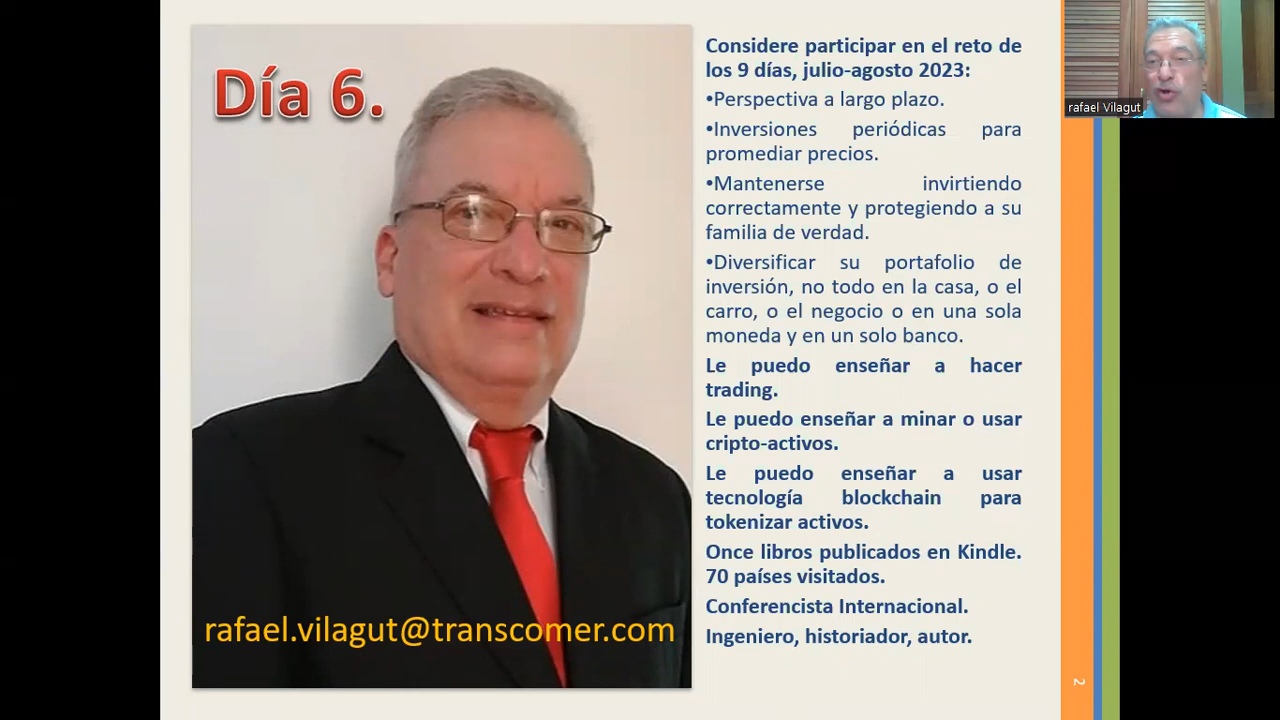 Día 6.
rafael.vilagut@transcomer.com
Considere participar en el reto de
los 9 días, julio-agosto 2023:
•Perspectiva a largo plazo.
•Inversiones periódicas para
promediar precios.
•Mantenerse invirtiendo
correctamente y protegiendo a su
familia de verdad.
•Diversificar su portafolio de
inversión, no todo en la casa, o el
carro, o el negocio o en una sola
moneda y en un solo banco.
Le puedo enseñar a hacer
trading.
Le puedo enseñar a minar o usar
cripto-activos.
Le puedo enseñar a usar
tecnología blockchain para
tokenizar activos.
Once libros publicados en Kindle.
70 países visitados.
Conferencista Internacional.
Ingeniero, historiador, autor.
rafael Vilagut
2